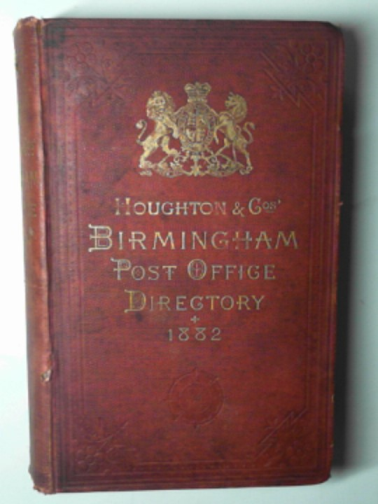 HOUGHTON & Cos'
BIRMINGHAM
POST OFFICE
DIRECTORY
1882